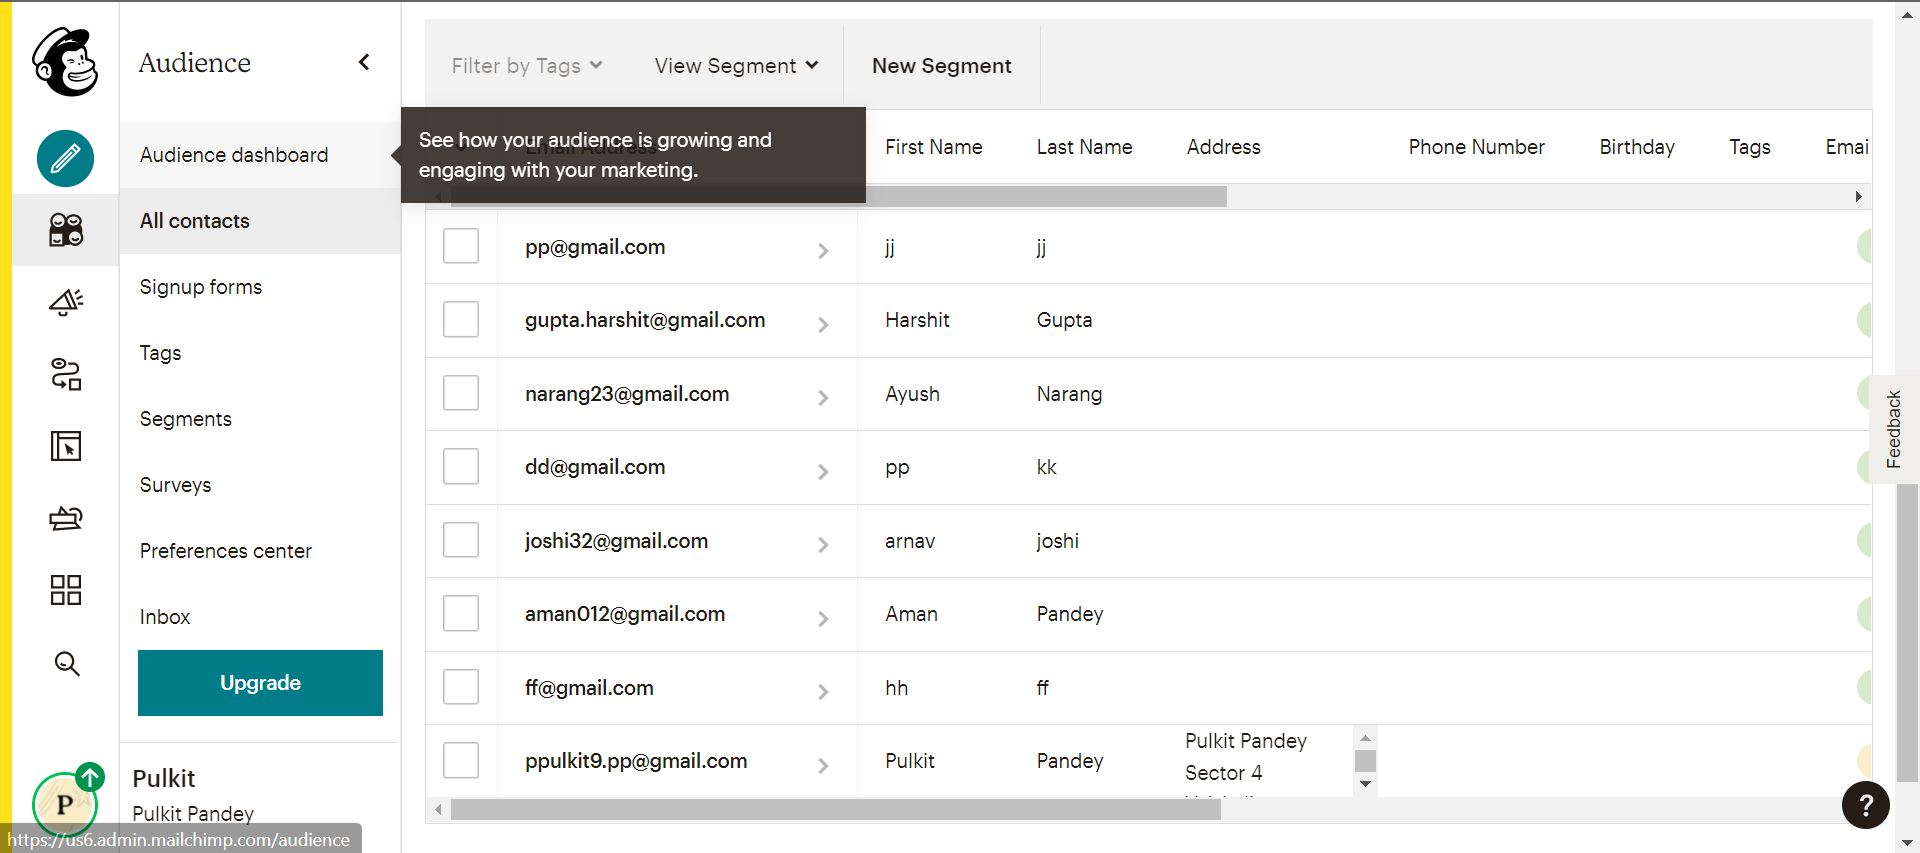 Audience
Audience dashboard
All contacts
Signup forms
Tags
Segments
Surveys
Preferences center
Inbox
Upgrade
Pulkit
Pulkit Pandey
P
https://us6.admin.mailchimp.com/audience
Filter by Tags View Segment New Segment
See how your audience is growing and
engaging with your marketing.
Email Address First Name Last Name Address Phone Number Birthday Tags Emai
pp@gmail.com jj jj
gupta.harshit@gmail.com Harshit Gupta
narang23@gmail.com Ayush Narang
dd@gmail.com pp kk
joshi32@gmail.com arnav joshi
aman012@gmail.com Aman Pandey
ff@gmail.com hh ff
ppulkit9.pp@gmail.com Pulkit Pandey Pulkit Pandey
Sector 4
Feedback
?